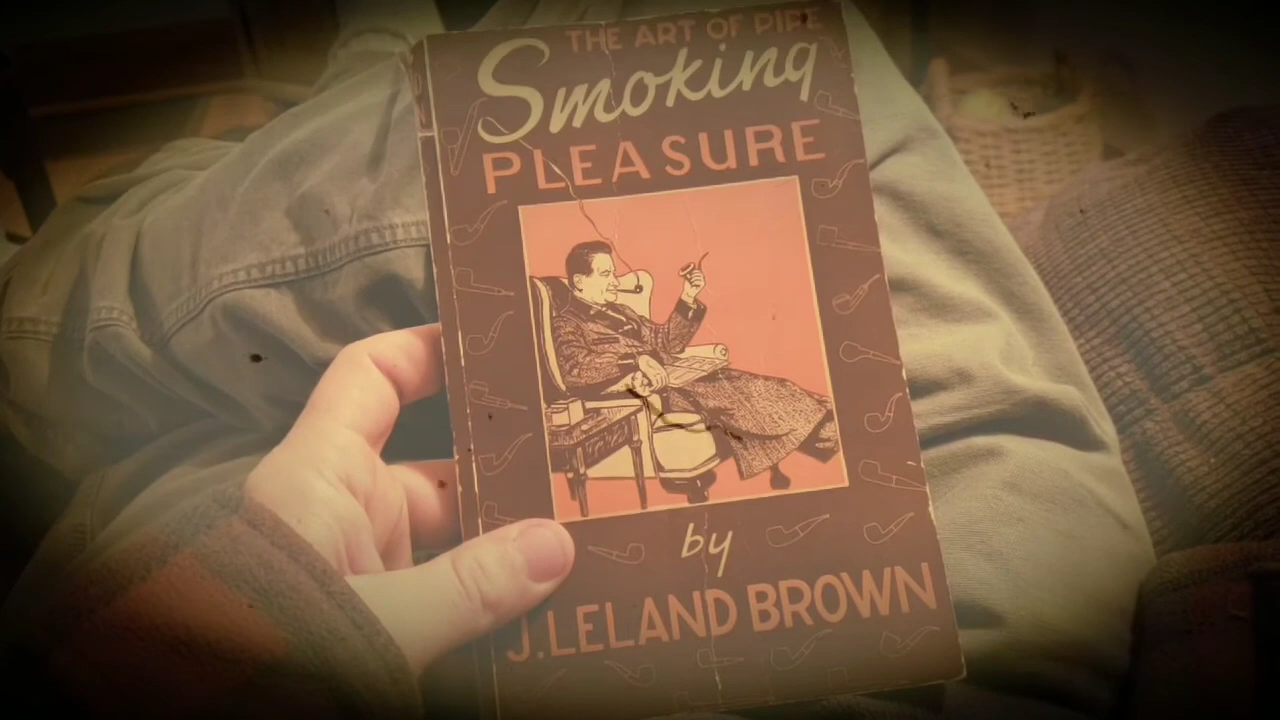 THE ART OF PIPE
Smoking
PLEASURE
by
J. LELAND BROWN